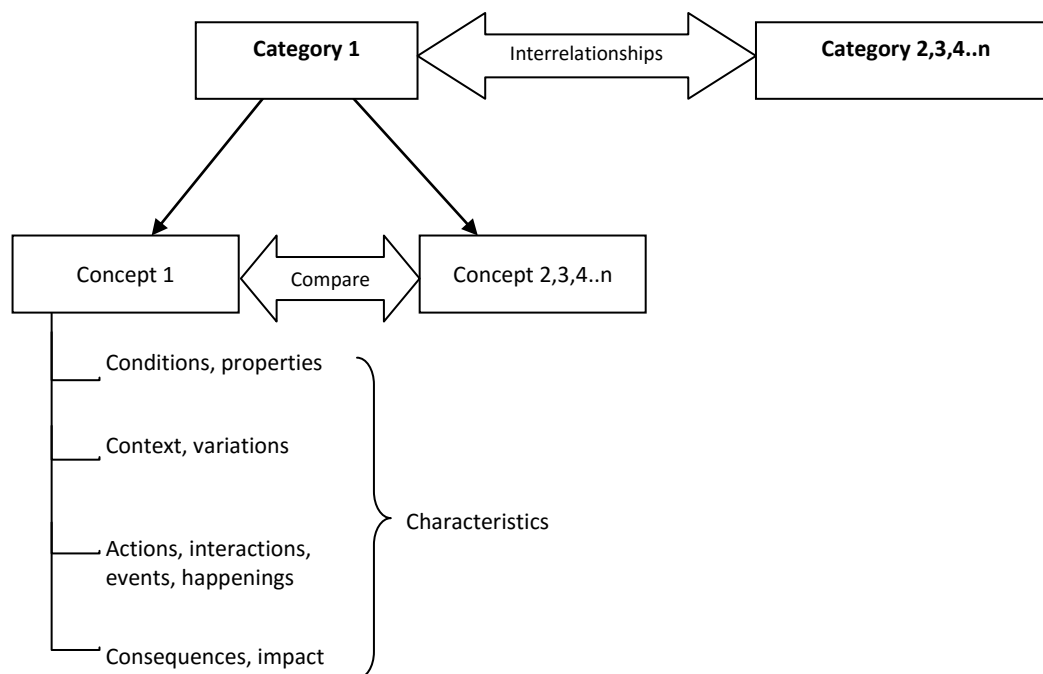 Category 1
Interrelationships
Category 2,3,4..n
Concept 1
Compare
Concept 2,3,4..n
Conditions, properties
Context, variations
Characteristics
Actions, interactions,
events, happenings
Consequences, impact